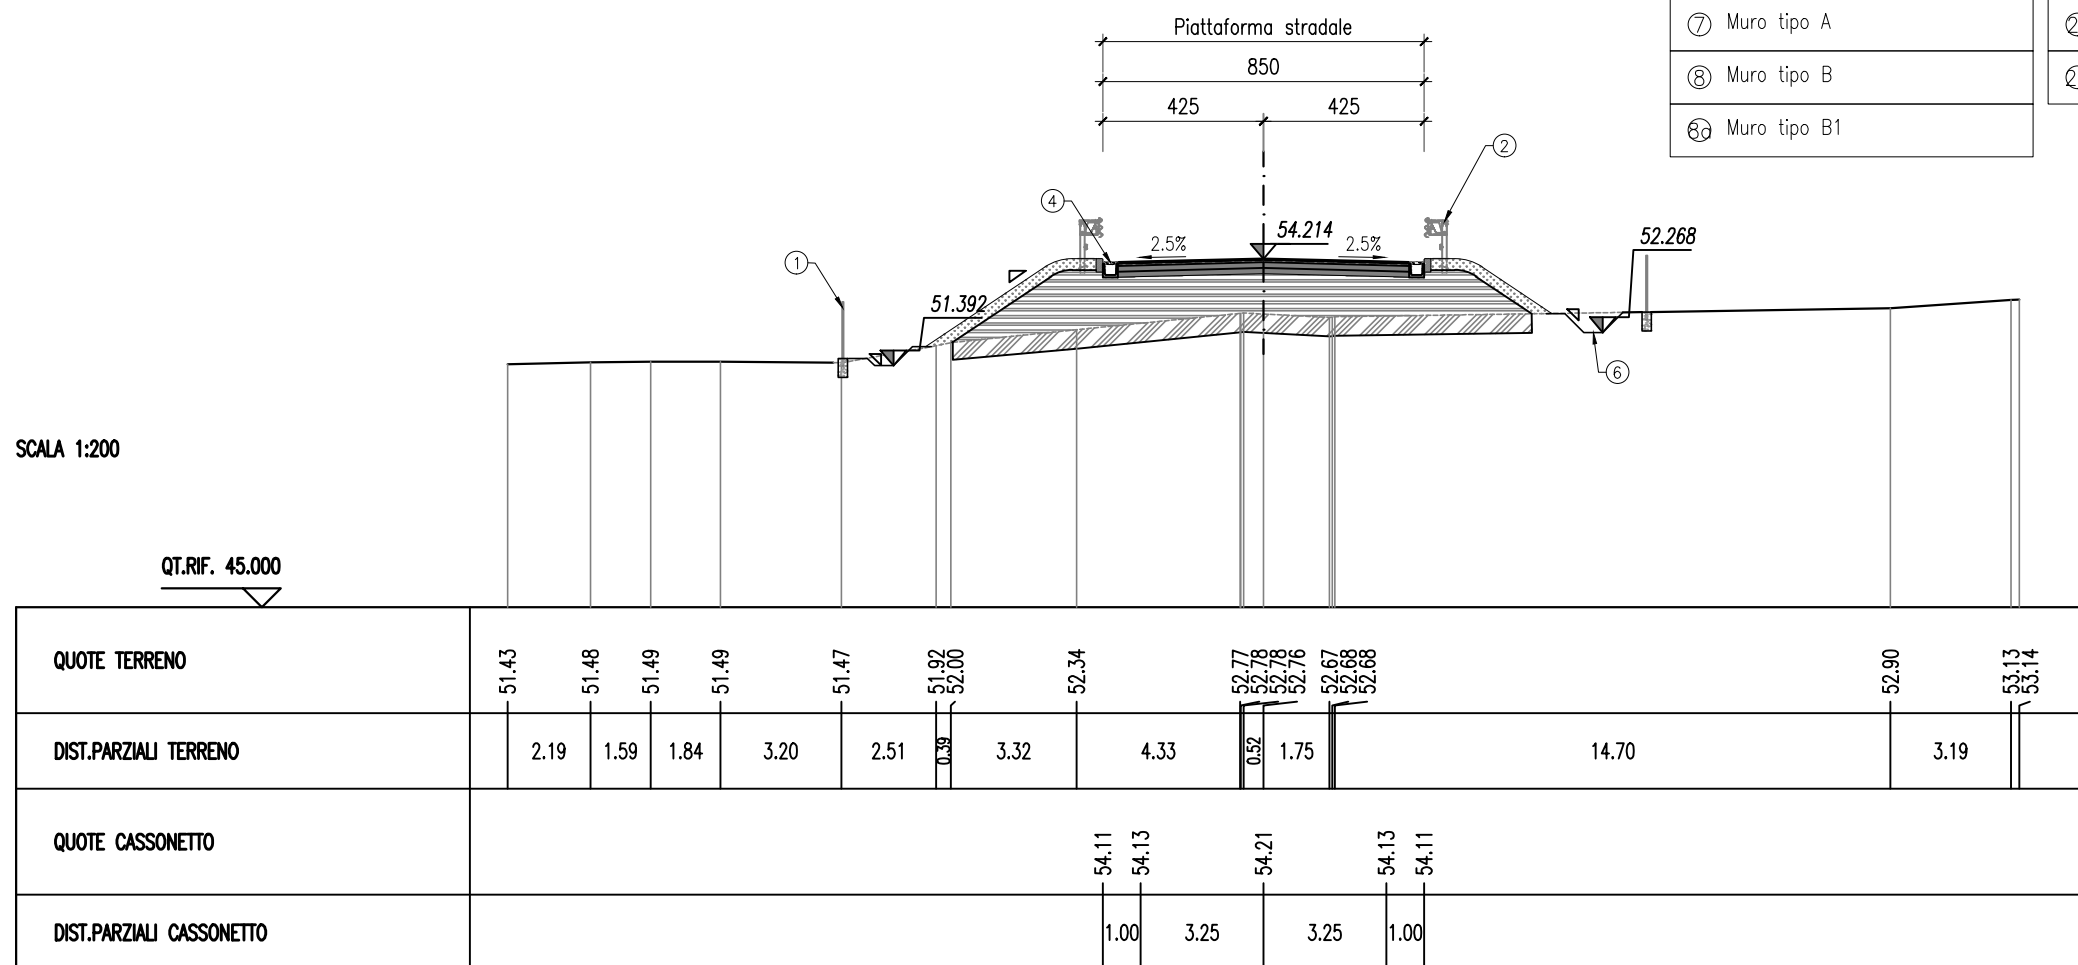 Piattaforma stradale
850
425 425
⑦ Muro tipo A
⑧ Muro tipo B
8a Muro tipo B1
②
④
①
⑥
2.5% 54.214 2.5%
52.268
51.392
SCALA 1:200
QT.RIF. 45.000
QUOTE TERRENO 51.43 51.48 51.49 51.49 51.47 51.92 52.00 52.34 52.77 52.78 52.78 52.76 52.67 52.68 52.68 52.90 53.13 53.14
DIST.PARZIALI TERRENO 2.19 1.59 1.84 3.20 2.51 0.39 3.32 4.33 0.52 1.75 14.70 3.19
QUOTE CASSONETTO 54.11 54.13 54.21 54.13 54.11
DIST.PARZIALI CASSONETTO 1.00 3.25 3.25 1.00